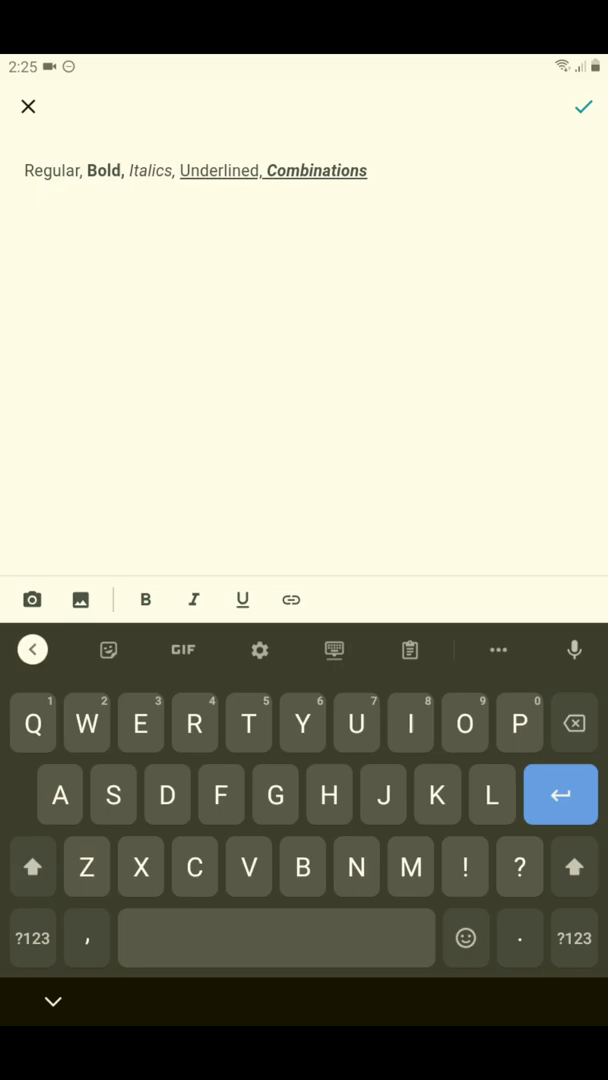 2:25
Regular, Bold, Italics, Underlined, Combinations
B I U
GIF
1 2 3 4 5 6 7 8 9 0
Q W E R T Y U I O P
A S D F G H J K L
Z X C V B N M ! ?
?123 , . ?123